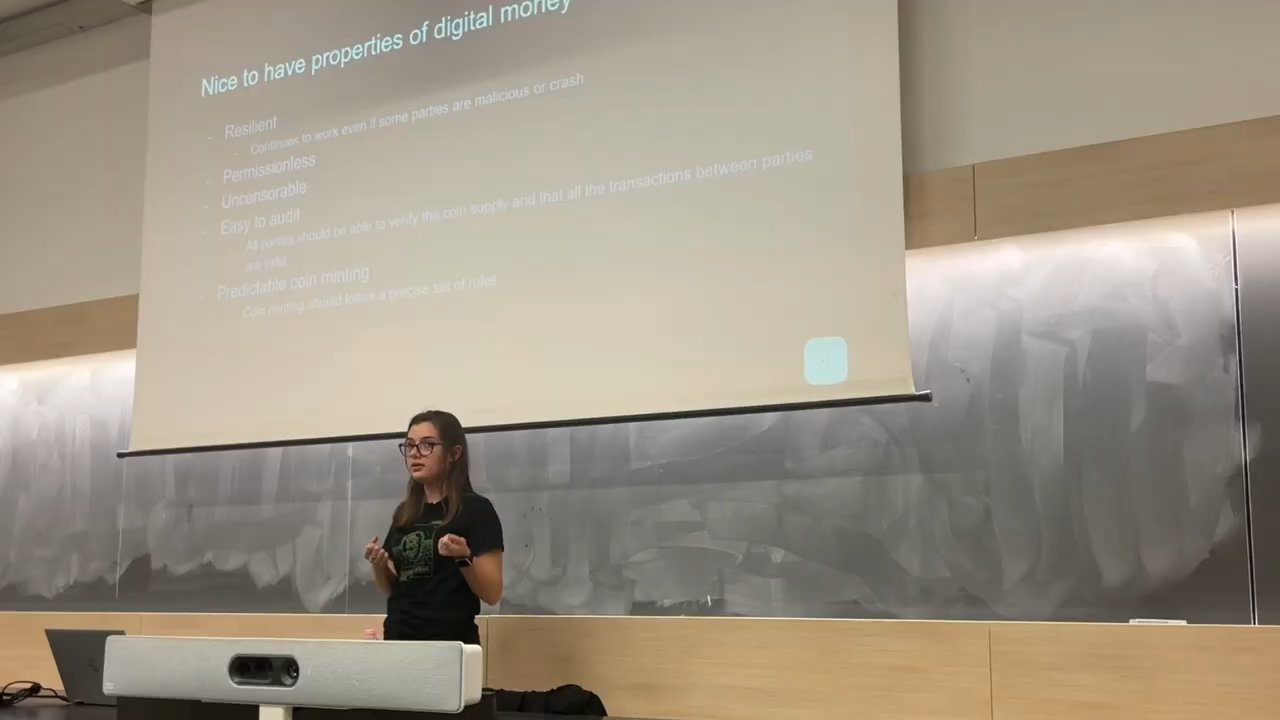 Nice to have properties of digital money
- Resilient
- Continues to work even if some parties are malicious or crash
- Permissionless
- Uncensorable
- Easy to audit
All parties should be able to verify the coin supply and that all the transactions between parties
are valid
- Predictable coin minting
Coin minting should follow a precise set of rules